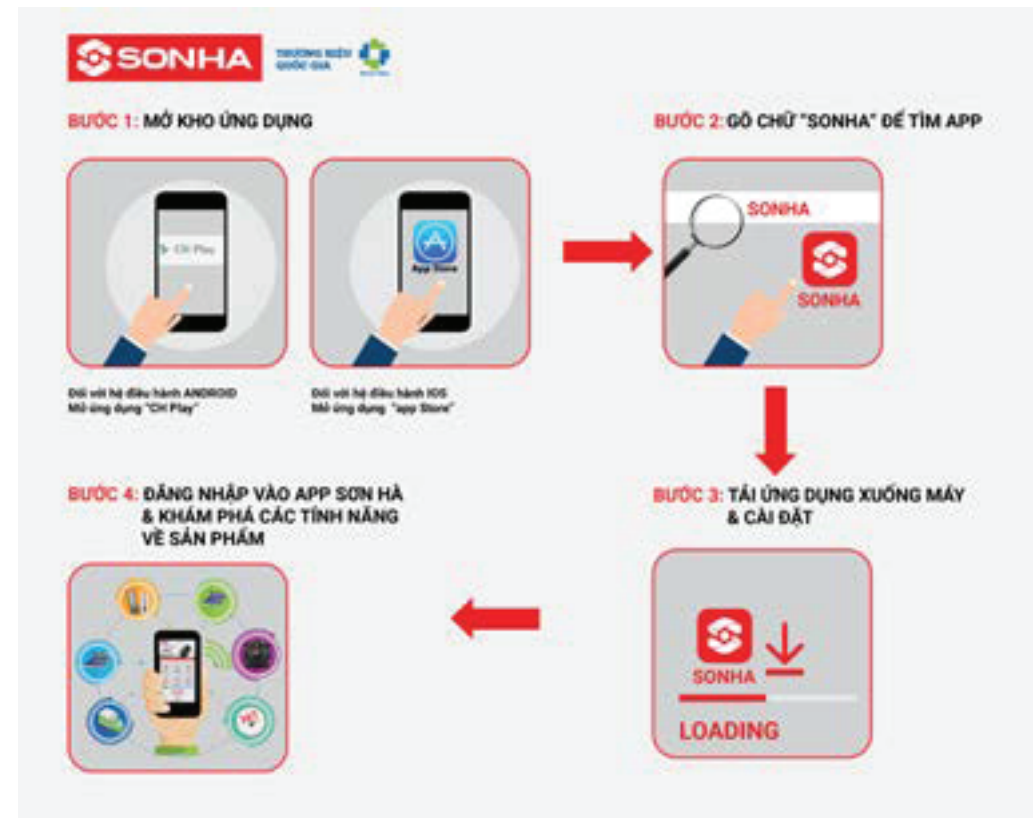 SONHA
THƯƠNG HIỆU
QUỐC GIA
BƯỚC 1: MỞ KHO ỨNG DỤNG
CH Play
App Store
Đối với hệ điều hành ANDROID
Mở ứng dụng "CH Play"
Đối với hệ điều hành IOS
Mở ứng dụng "app Store"
BƯỚC 2: GÕ CHỮ "SONHA" ĐỂ TÌM APP
SONHA
SONHA
BƯỚC 3: TẢI ỨNG DỤNG XUỐNG MÁY
& CÀI ĐẶT
SONHA
LOADING
BƯỚC 4: ĐĂNG NHẬP VÀO APP SƠN HÀ
& KHÁM PHÁ CÁC TÍNH NĂNG
VỀ SẢN PHẨM